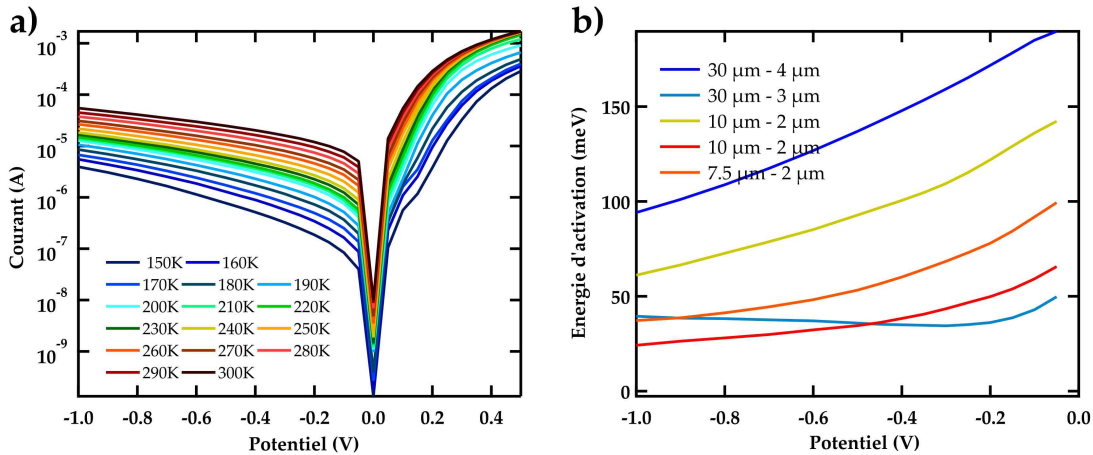 a)
Courant (A)
10⁻³
10⁻⁴
10⁻⁵
10⁻⁶
10⁻⁷
10⁻⁸
10⁻⁹
150K 160K
170K 180K 190K
200K 210K 220K
230K 240K 250K
260K 270K 280K
290K 300K
-1.0 -0.8 -0.6 -0.4 -0.2 0.0 0.2 0.4
Potentiel (V)
b)
Energie d'activation (meV)
150
100
50
0
30 µm - 4 µm
30 µm - 3 µm
10 µm - 2 µm
10 µm - 2 µm
7.5 µm - 2 µm
-1.0 -0.8 -0.6 -0.4 -0.2 0.0
Potentiel (V)